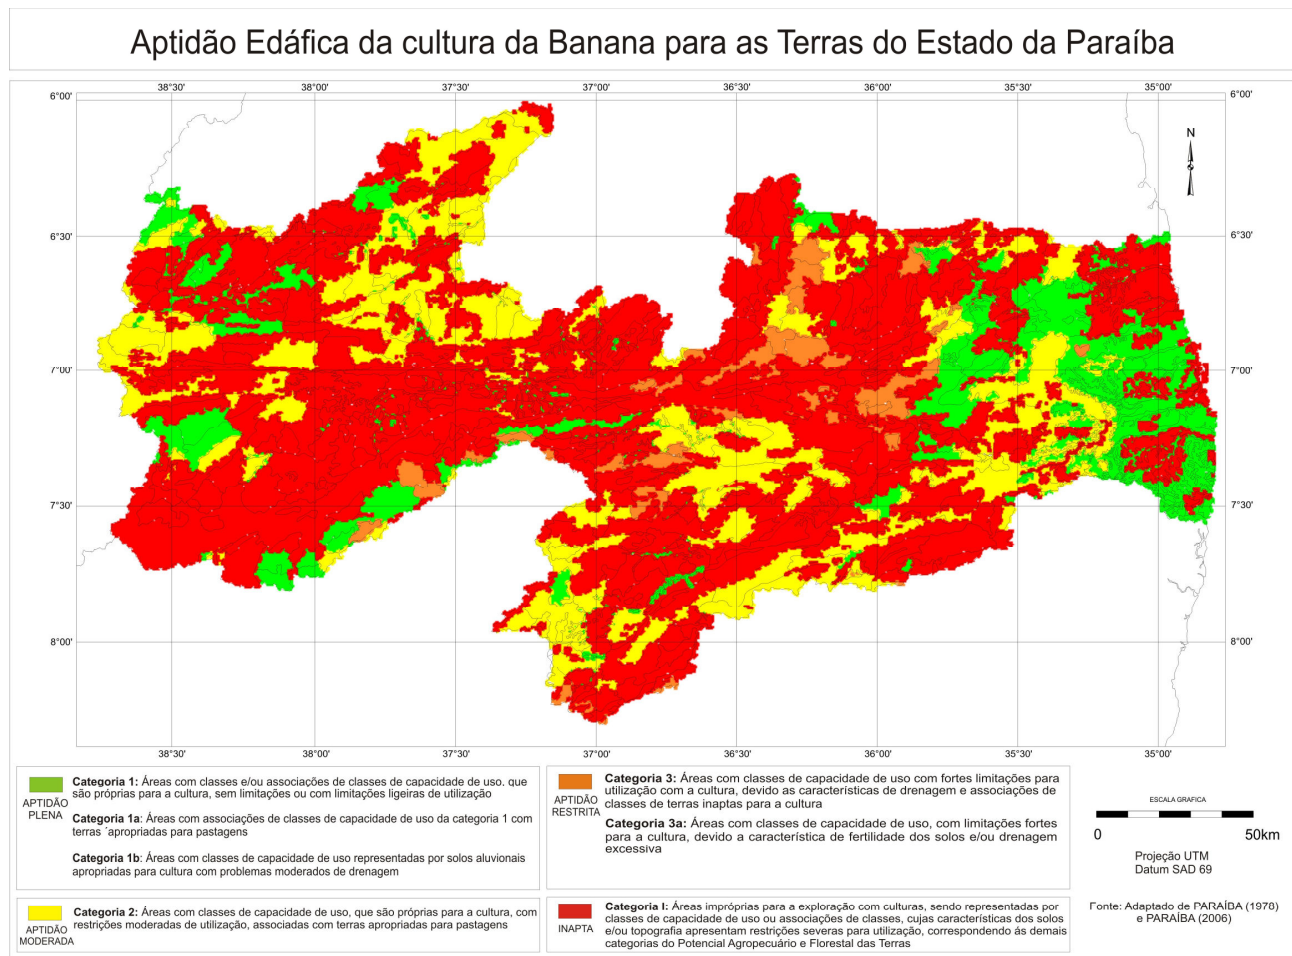 Aptidão Edáfica da cultura da Banana para as Terras do Estado da Paraíba
38°30' 38°00' 37°30' 37°00' 36°30' 36°00' 35°30' 35°00'
6°00' 6°00'
N
6°30' 6°30'
7°00' 7°00'
7°30' 7°30'
8°00' 8°00'
38°30' 38°00' 37°30' 37°00' 36°30' 36°00' 35°30' 35°00'
APTIDÃO
PLENA
Categoria 1: Áreas com classes e/ou associações de classes de capacidade de uso. que
são próprias para a cultura, sem limitações ou com limitações ligeiras de utilização
Categoria 1a: Áreas com associações de classes de capacidade de uso da categoria 1 com
terras ´apropriadas para pastagens
Categoria 1b: Áreas com classes de capacidade de uso representadas por solos aluvionais
apropriadas para cultura com problemas moderados de drenagem
APTIDÃO
MODERADA
Categoria 2: Áreas com classes de capacidade de uso, que são próprias para a cultura, com
restrições moderadas de utilização, associadas com terras apropriadas para pastagens
APTIDÃO
RESTRITA
Categoria 3: Áreas com classes de capacidade de uso com fortes limitações para
utilização com a cultura, devido as características de drenagem e associações de
classes de terras inaptas para a cultura
Categoria 3a: Áreas com classes de capacidade de uso, com limitações fortes
para a cultura, devido a característica de fertilidade dos solos e/ou drenagem
excessiva
INAPTA
Categoria I: Áreas impróprias para a exploração com culturas, sendo representadas por
classes de capacidade de uso ou associações de classes, cujas características dos solos
e/ou topografia apresentam restrições severas para utilização, correspondendo ás demais
categorias do Potencial Agropecuário e Florestal das Terras
ESCALA GRAFICA
0 50km
Projeção UTM
Datum SAD 69
Fonte: Adaptado de PARAÍBA (1978)
e PARAÍBA (2006)